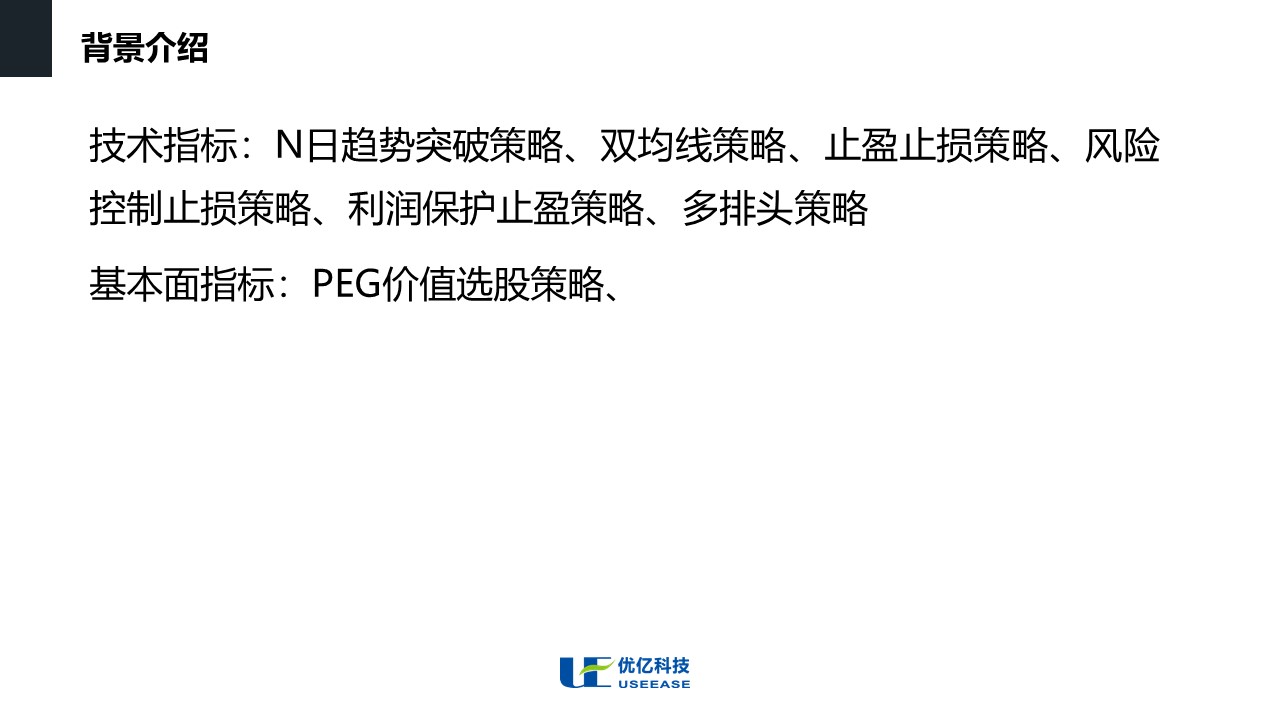 背景介绍
技术指标：N日趋势突破策略、双均线策略、止盈止损策略、风险
控制止损策略、利润保护止盈策略、多排头策略
基本面指标：PEG价值选股策略、
UE 优亿科技
USEEASE